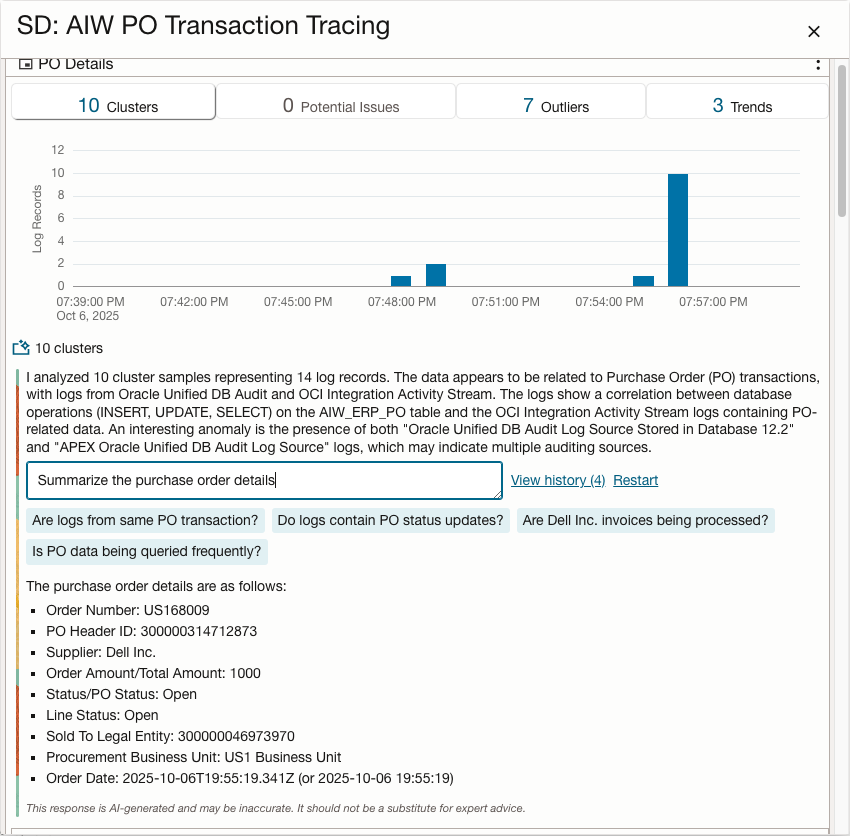 SD: AIW PO Transaction Tracing
PO Details
10 Clusters
0 Potential Issues
7 Outliers
3 Trends
Log Records
12
10
8
6
4
2
0
07:39:00 PM
Oct 6, 2025
07:42:00 PM
07:45:00 PM
07:48:00 PM
07:51:00 PM
07:54:00 PM
07:57:00 PM
10 clusters
I analyzed 10 cluster samples representing 14 log records. The data appears to be related to Purchase Order (PO) transactions,
with logs from Oracle Unified DB Audit and OCI Integration Activity Stream. The logs show a correlation between database
operations (INSERT, UPDATE, SELECT) on the AIW_ERP_PO table and the OCI Integration Activity Stream logs containing PO-
related data. An interesting anomaly is the presence of both "Oracle Unified DB Audit Log Source Stored in Database 12.2"
and "APEX Oracle Unified DB Audit Log Source" logs, which may indicate multiple auditing sources.
Summarize the purchase order details
View history (4)
Restart
Are logs from same PO transaction?
Do logs contain PO status updates?
Are Dell Inc. invoices being processed?
Is PO data being queried frequently?
The purchase order details are as follows:
▪ Order Number: US168009
▪ PO Header ID: 300000314712873
▪ Supplier: Dell Inc.
▪ Order Amount/Total Amount: 1000
▪ Status/PO Status: Open
▪ Line Status: Open
▪ Sold To Legal Entity: 300000046973970
▪ Procurement Business Unit: US1 Business Unit
▪ Order Date: 2025-10-06T19:55:19.341Z (or 2025-10-06 19:55:19)
This response is AI-generated and may be inaccurate. It should not be a substitute for expert advice.